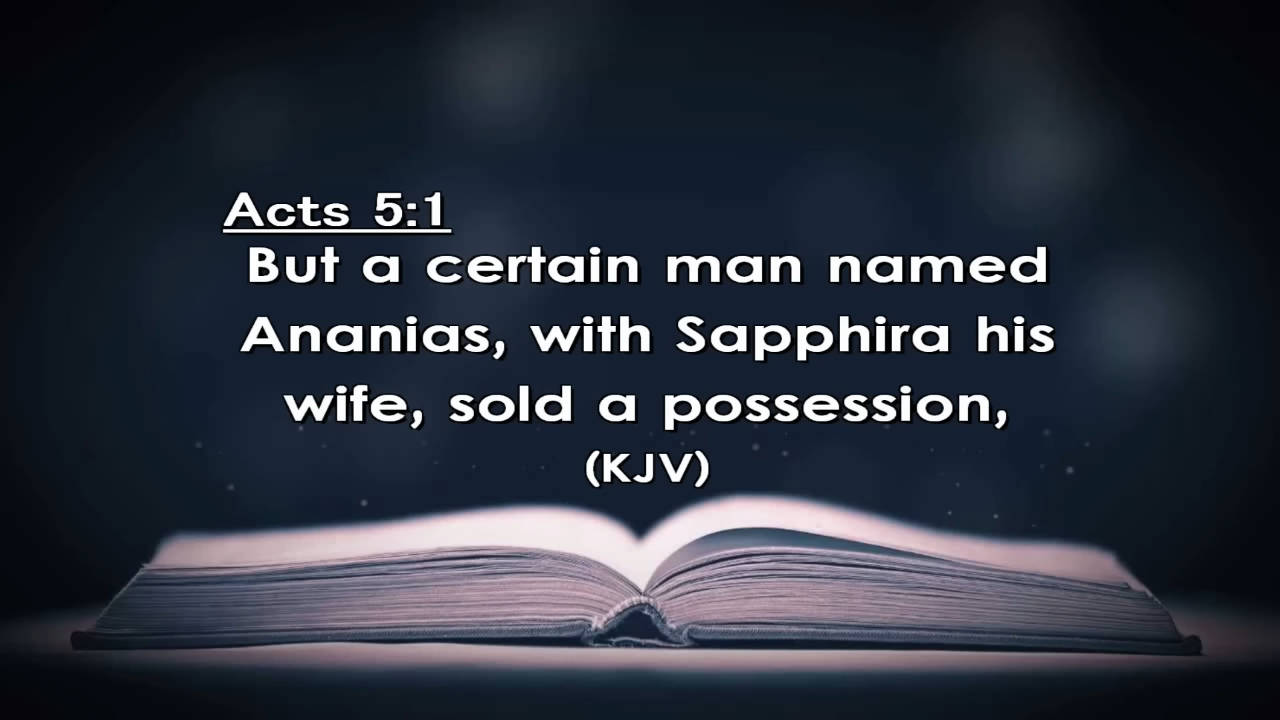 Acts 5:1
But a certain man named
Ananias, with Sapphira his
wife, sold a possession,
(KJV)